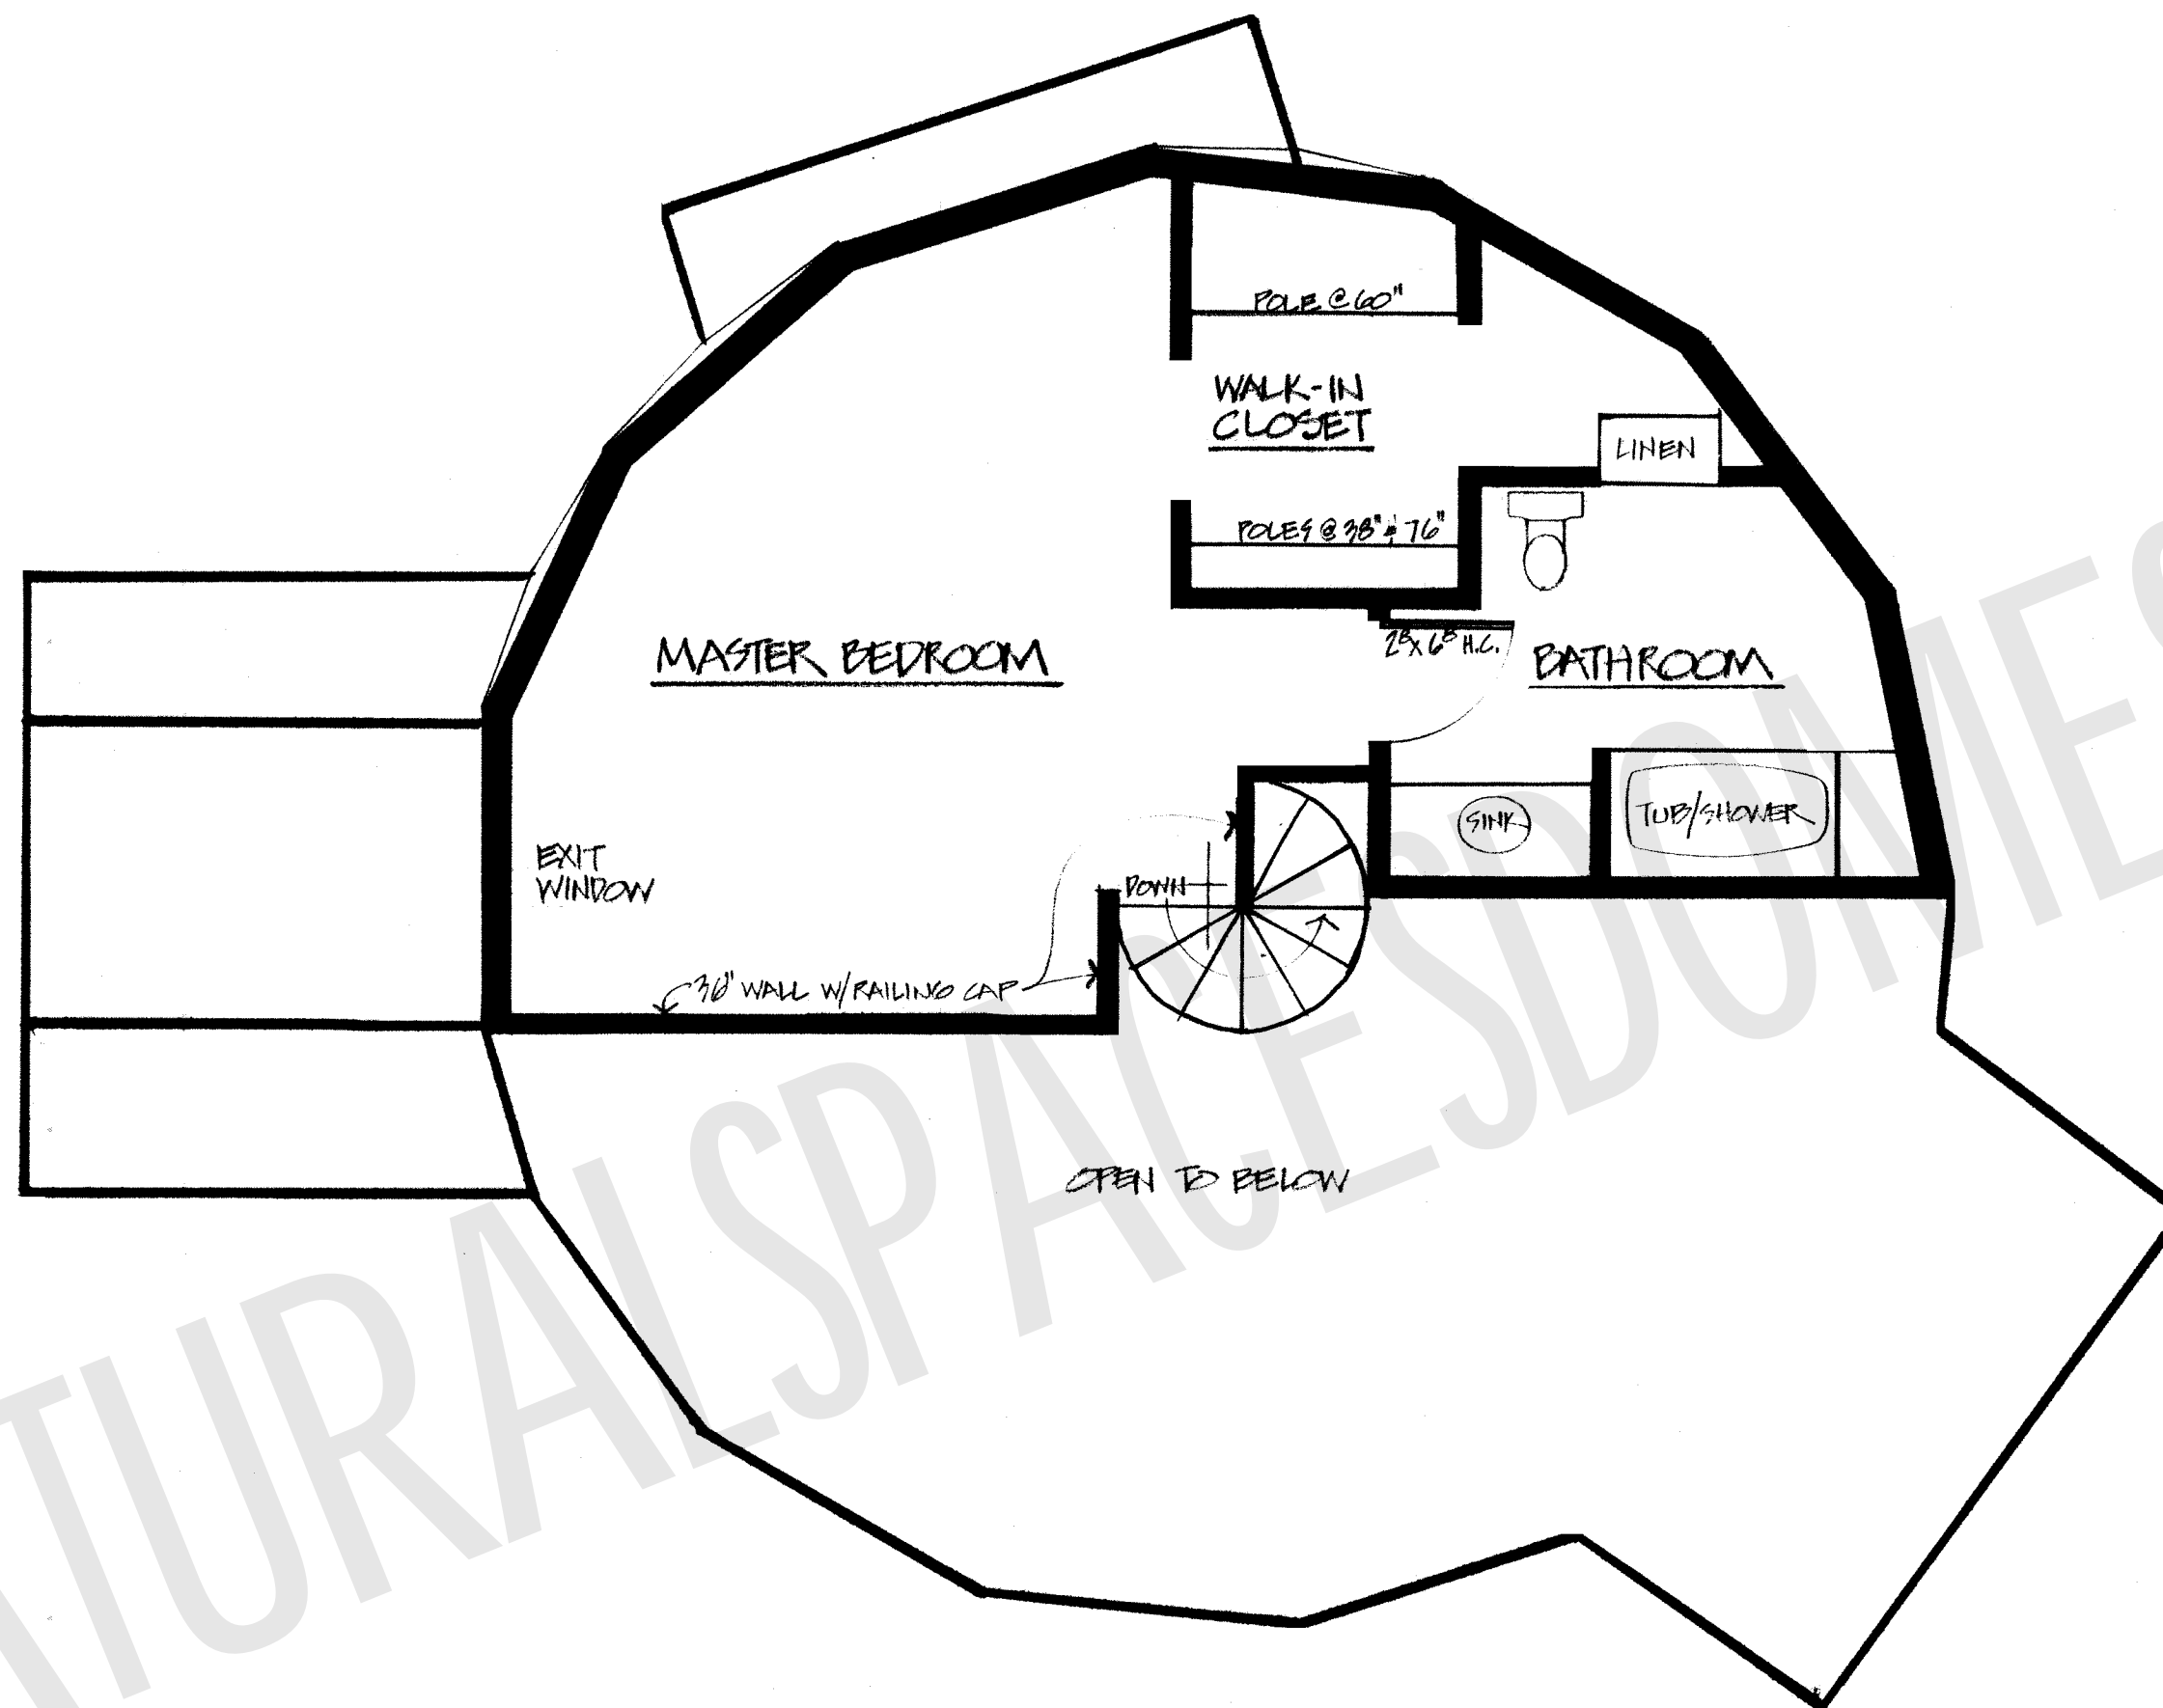 POLE @ 60"
WALK-IN
CLOSET
LINEN
POLES @ 38" & 76"
MASTER BEDROOM
2⁸ x 6⁸ H.C.
BATHROOM
EXIT
WINDOW
SINK
TUB/SHOWER
DOWN
36" WALL W/RAILING CAP
OPEN TO BELOW
NATURALSPACESDOMES